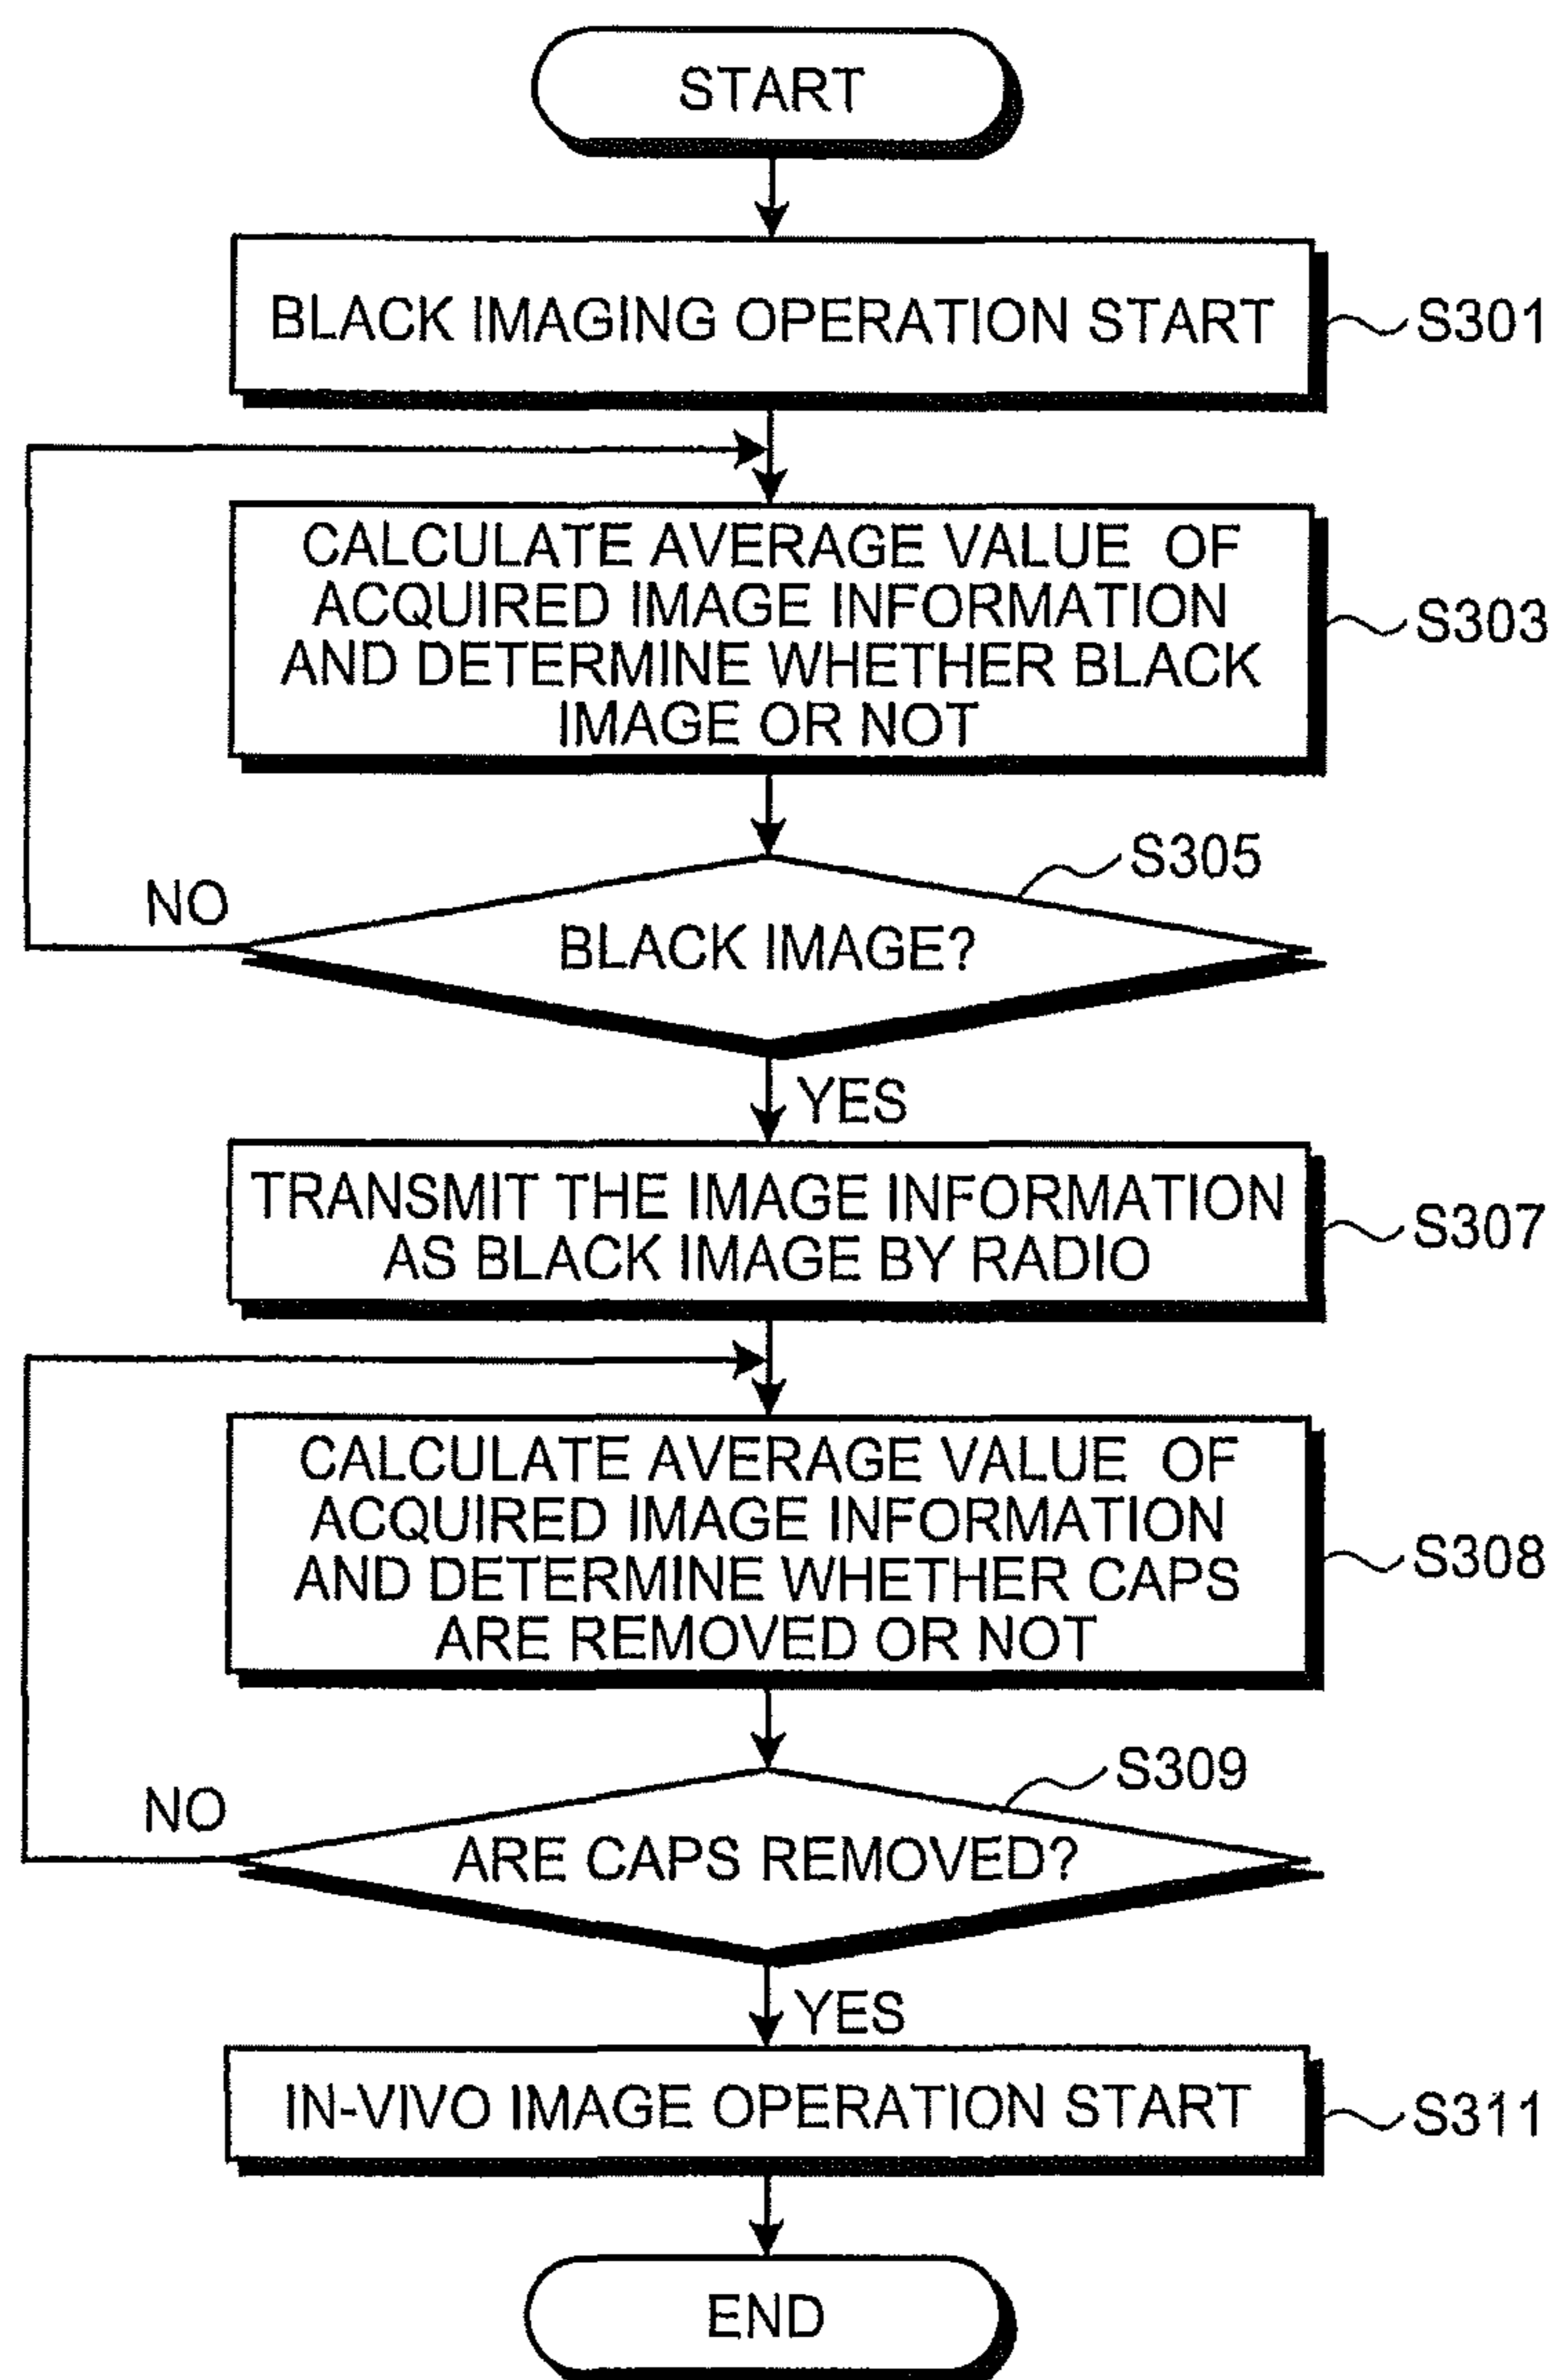 START
BLACK IMAGING OPERATION START
S301
CALCULATE AVERAGE VALUE OF
ACQUIRED IMAGE INFORMATION
AND DETERMINE WHETHER BLACK
IMAGE OR NOT
S303
S305
NO
BLACK IMAGE?
YES
TRANSMIT THE IMAGE INFORMATION
AS BLACK IMAGE BY RADIO
S307
CALCULATE AVERAGE VALUE OF
ACQUIRED IMAGE INFORMATION
AND DETERMINE WHETHER CAPS
ARE REMOVED OR NOT
S308
S309
NO
ARE CAPS REMOVED?
YES
IN-VIVO IMAGE OPERATION START
S311
END